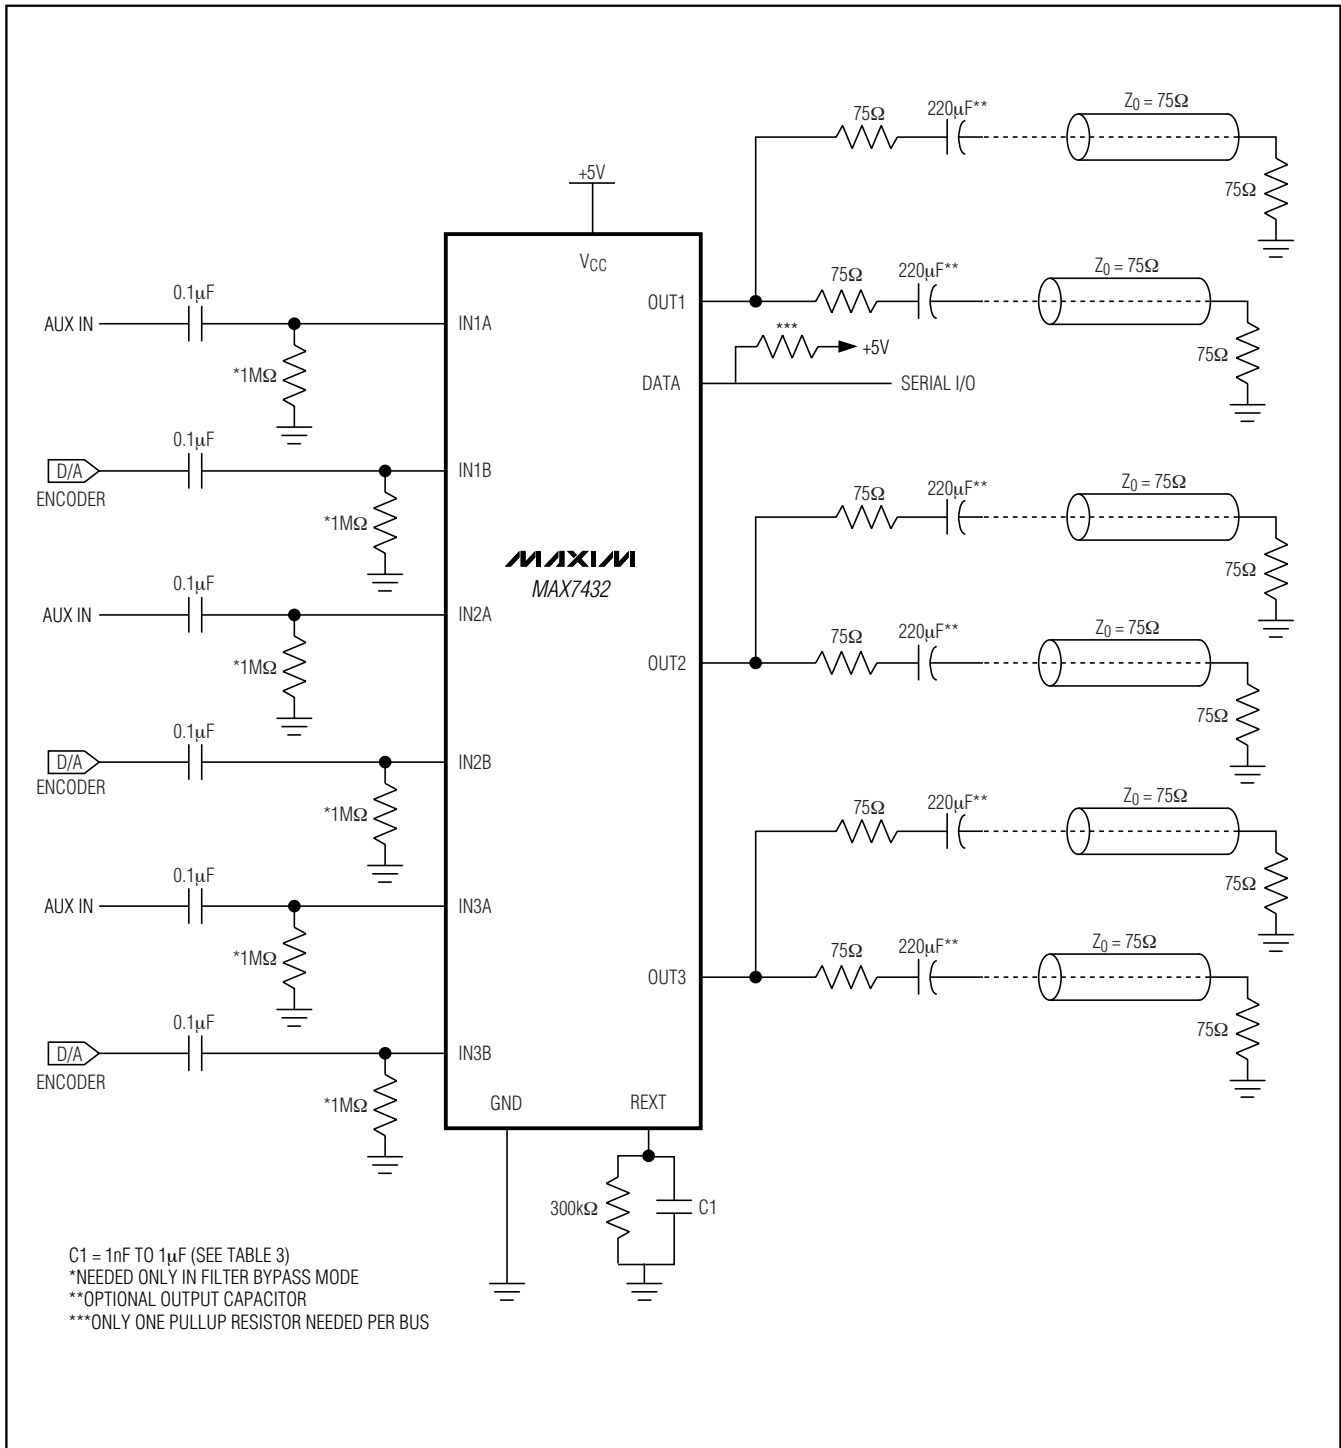 Z0 = 75Ω
75Ω
220µF**
75Ω
+5V
VCC
Z0 = 75Ω
75Ω
220µF**
OUT1
75Ω
0.1µF
AUX IN
IN1A
*1MΩ
***
+5V
DATA
SERIAL I/O
0.1µF
D/A
ENCODER
IN1B
*1MΩ
Z0 = 75Ω
75Ω
220µF**
75Ω
MAXIM
MAX7432
0.1µF
AUX IN
IN2A
*1MΩ
Z0 = 75Ω
75Ω
220µF**
OUT2
75Ω
0.1µF
D/A
ENCODER
IN2B
*1MΩ
Z0 = 75Ω
75Ω
220µF**
75Ω
0.1µF
AUX IN
IN3A
*1MΩ
Z0 = 75Ω
75Ω
220µF**
OUT3
75Ω
0.1µF
D/A
ENCODER
IN3B
*1MΩ
GND
REXT
300kΩ
C1
C1 = 1nF TO 1µF (SEE TABLE 3)
*NEEDED ONLY IN FILTER BYPASS MODE
**OPTIONAL OUTPUT CAPACITOR
***ONLY ONE PULLUP RESISTOR NEEDED PER BUS